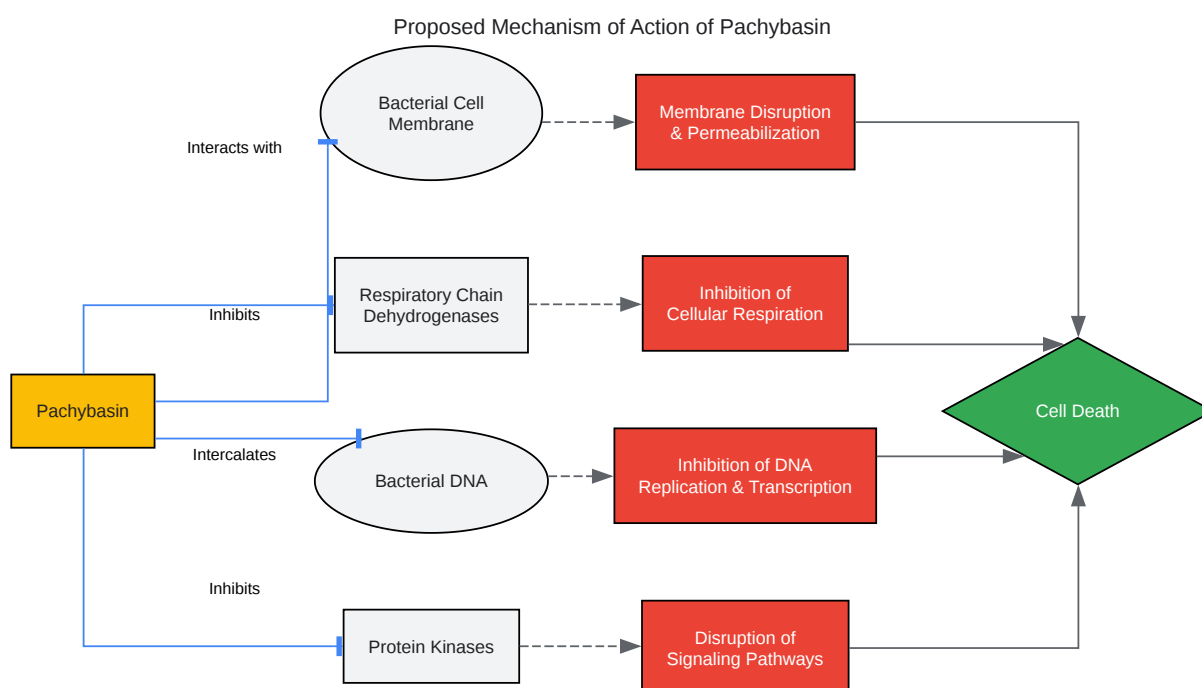 Proposed Mechanism of Action of Pachybasin
Bacterial Cell
Membrane
Membrane Disruption
& Permeabilization
Interacts with
Respiratory Chain
Dehydrogenases
Inhibition of
Cellular Respiration
Inhibits
Pachybasin
Cell Death
Intercalates
Bacterial DNA
Inhibition of DNA
Replication & Transcription
Inhibits
Protein Kinases
Disruption of
Signaling Pathways